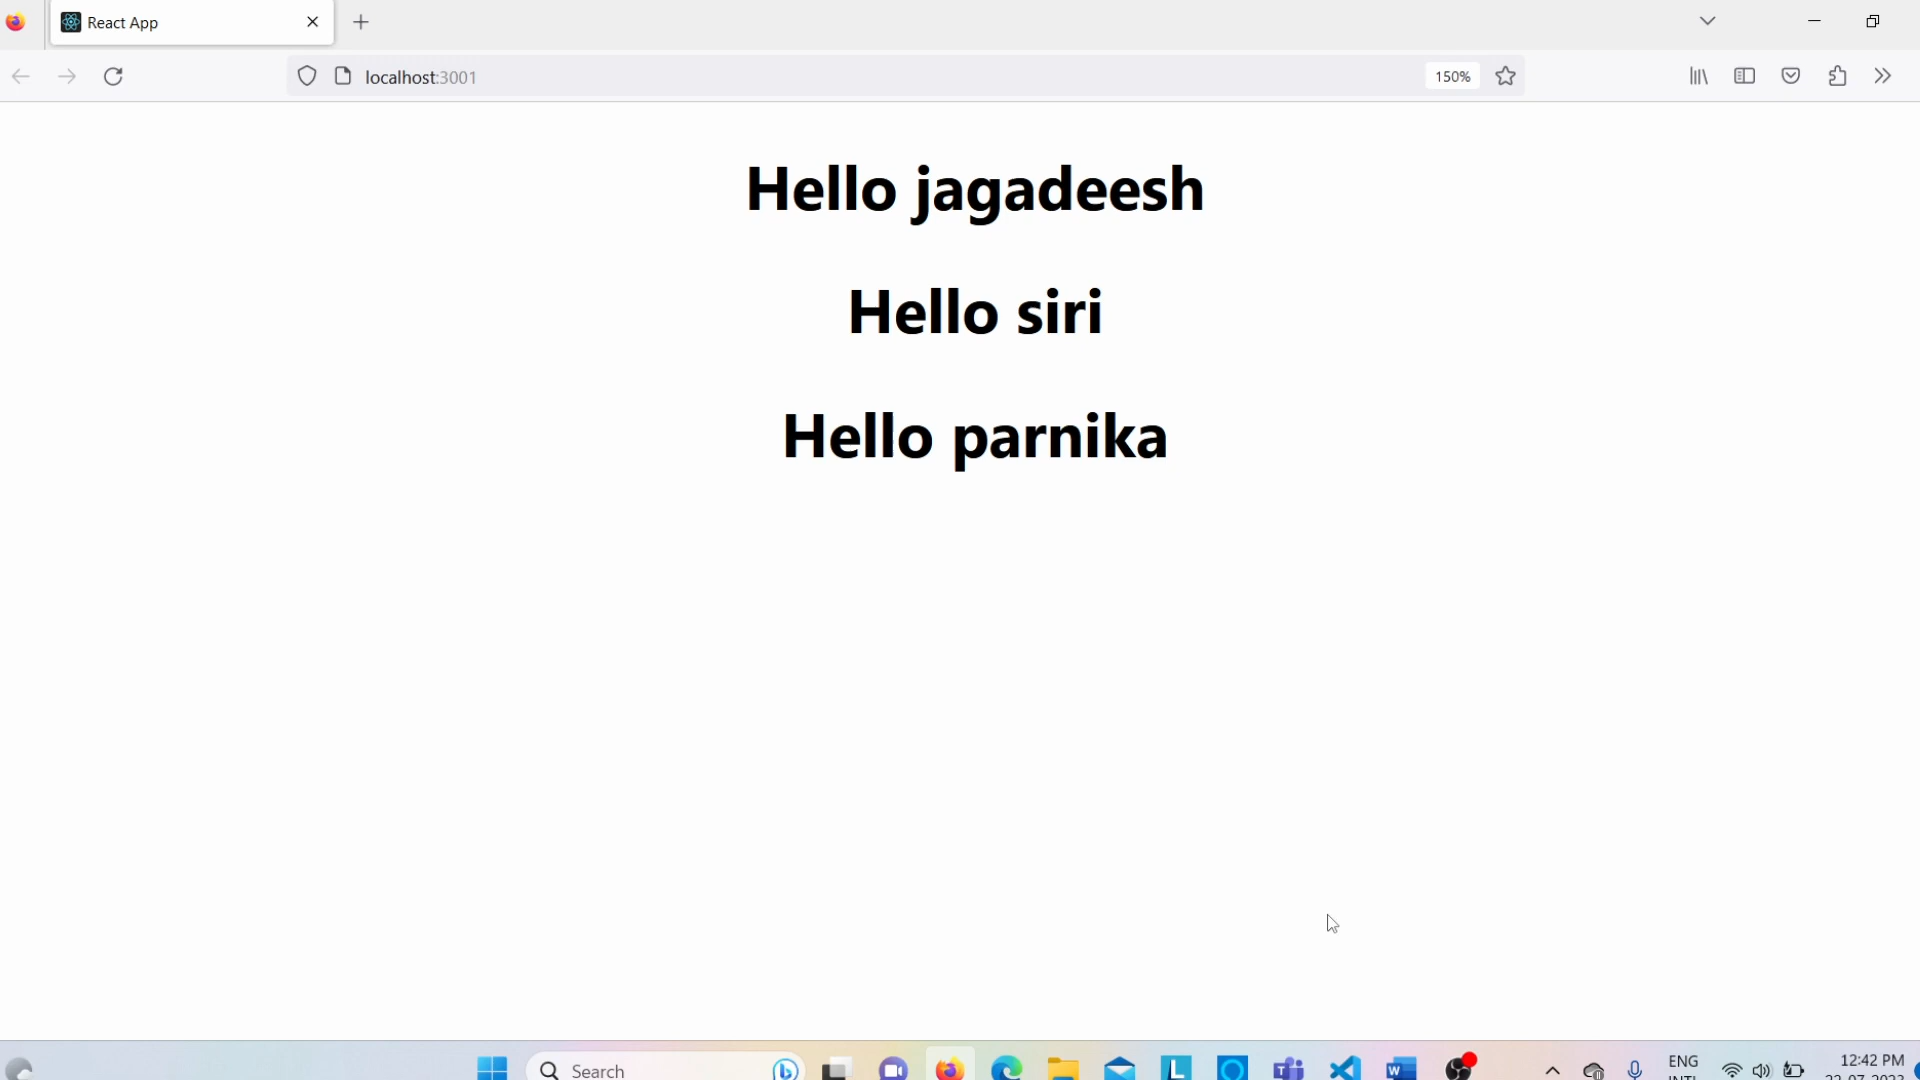 React App
localhost:3001
150%
Hello jagadeesh
Hello siri
Hello parnika
Search
ENG
12:42 PM